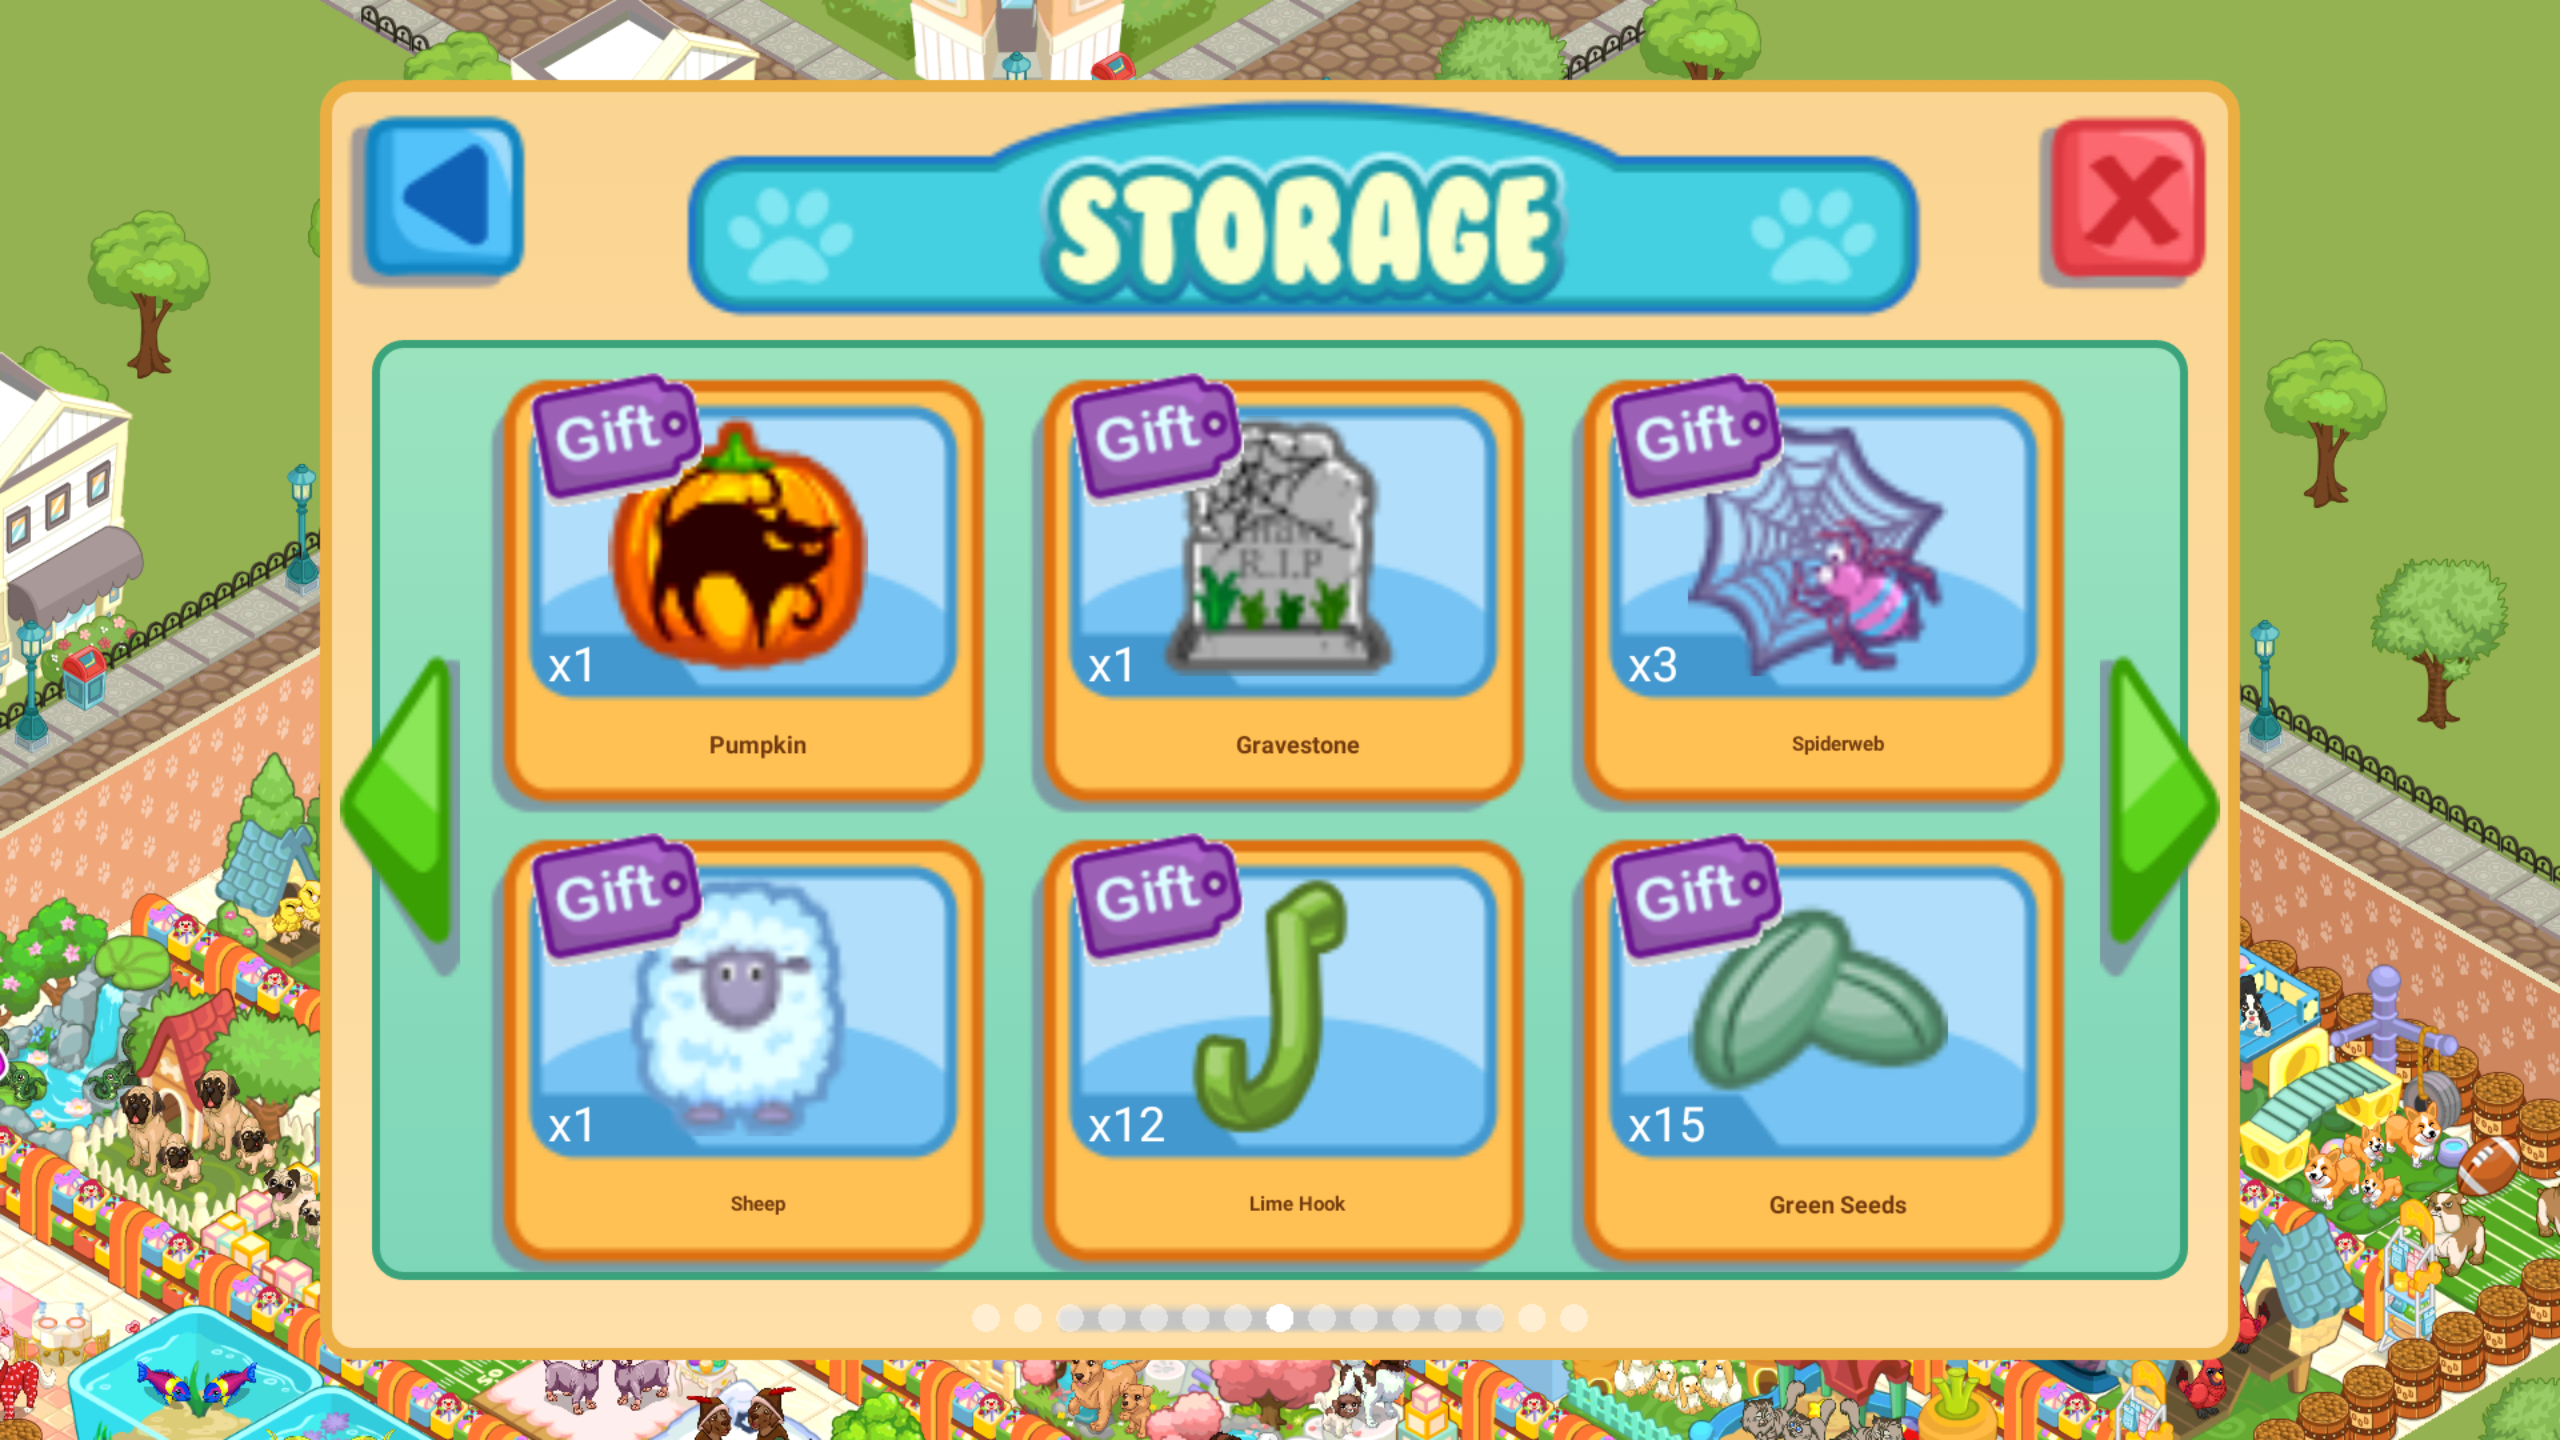 STORAGE
Gift
x1
Pumpkin
Gift
R.I.P
x1
Gravestone
Gift
x3
Spiderweb
Gift
x1
Sheep
Gift
x12
Lime Hook
Gift
x15
Green Seeds
50